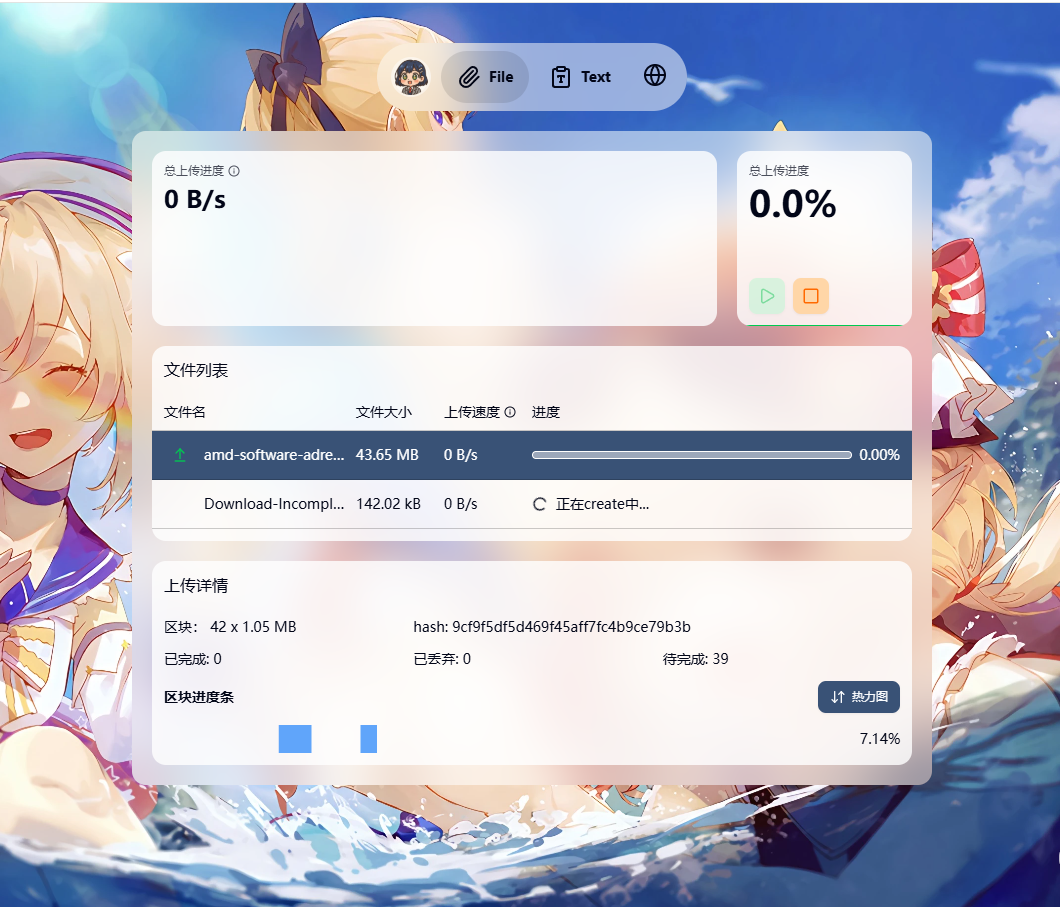 File Text
总上传进度
0 B/s
总上传进度
0.0%
文件列表
文件名 文件大小 上传速度 进度
amd-software-adre... 43.65 MB 0 B/s 0.00%
Download-Incompl... 142.02 kB 0 B/s 正在create中...
上传详情
区块： 42 x 1.05 MB hash: 9cf9f5df5d469f45aff7fc4b9ce79b3b
已完成: 0 已丢弃: 0 待完成: 39
区块进度条 热力图
7.14%